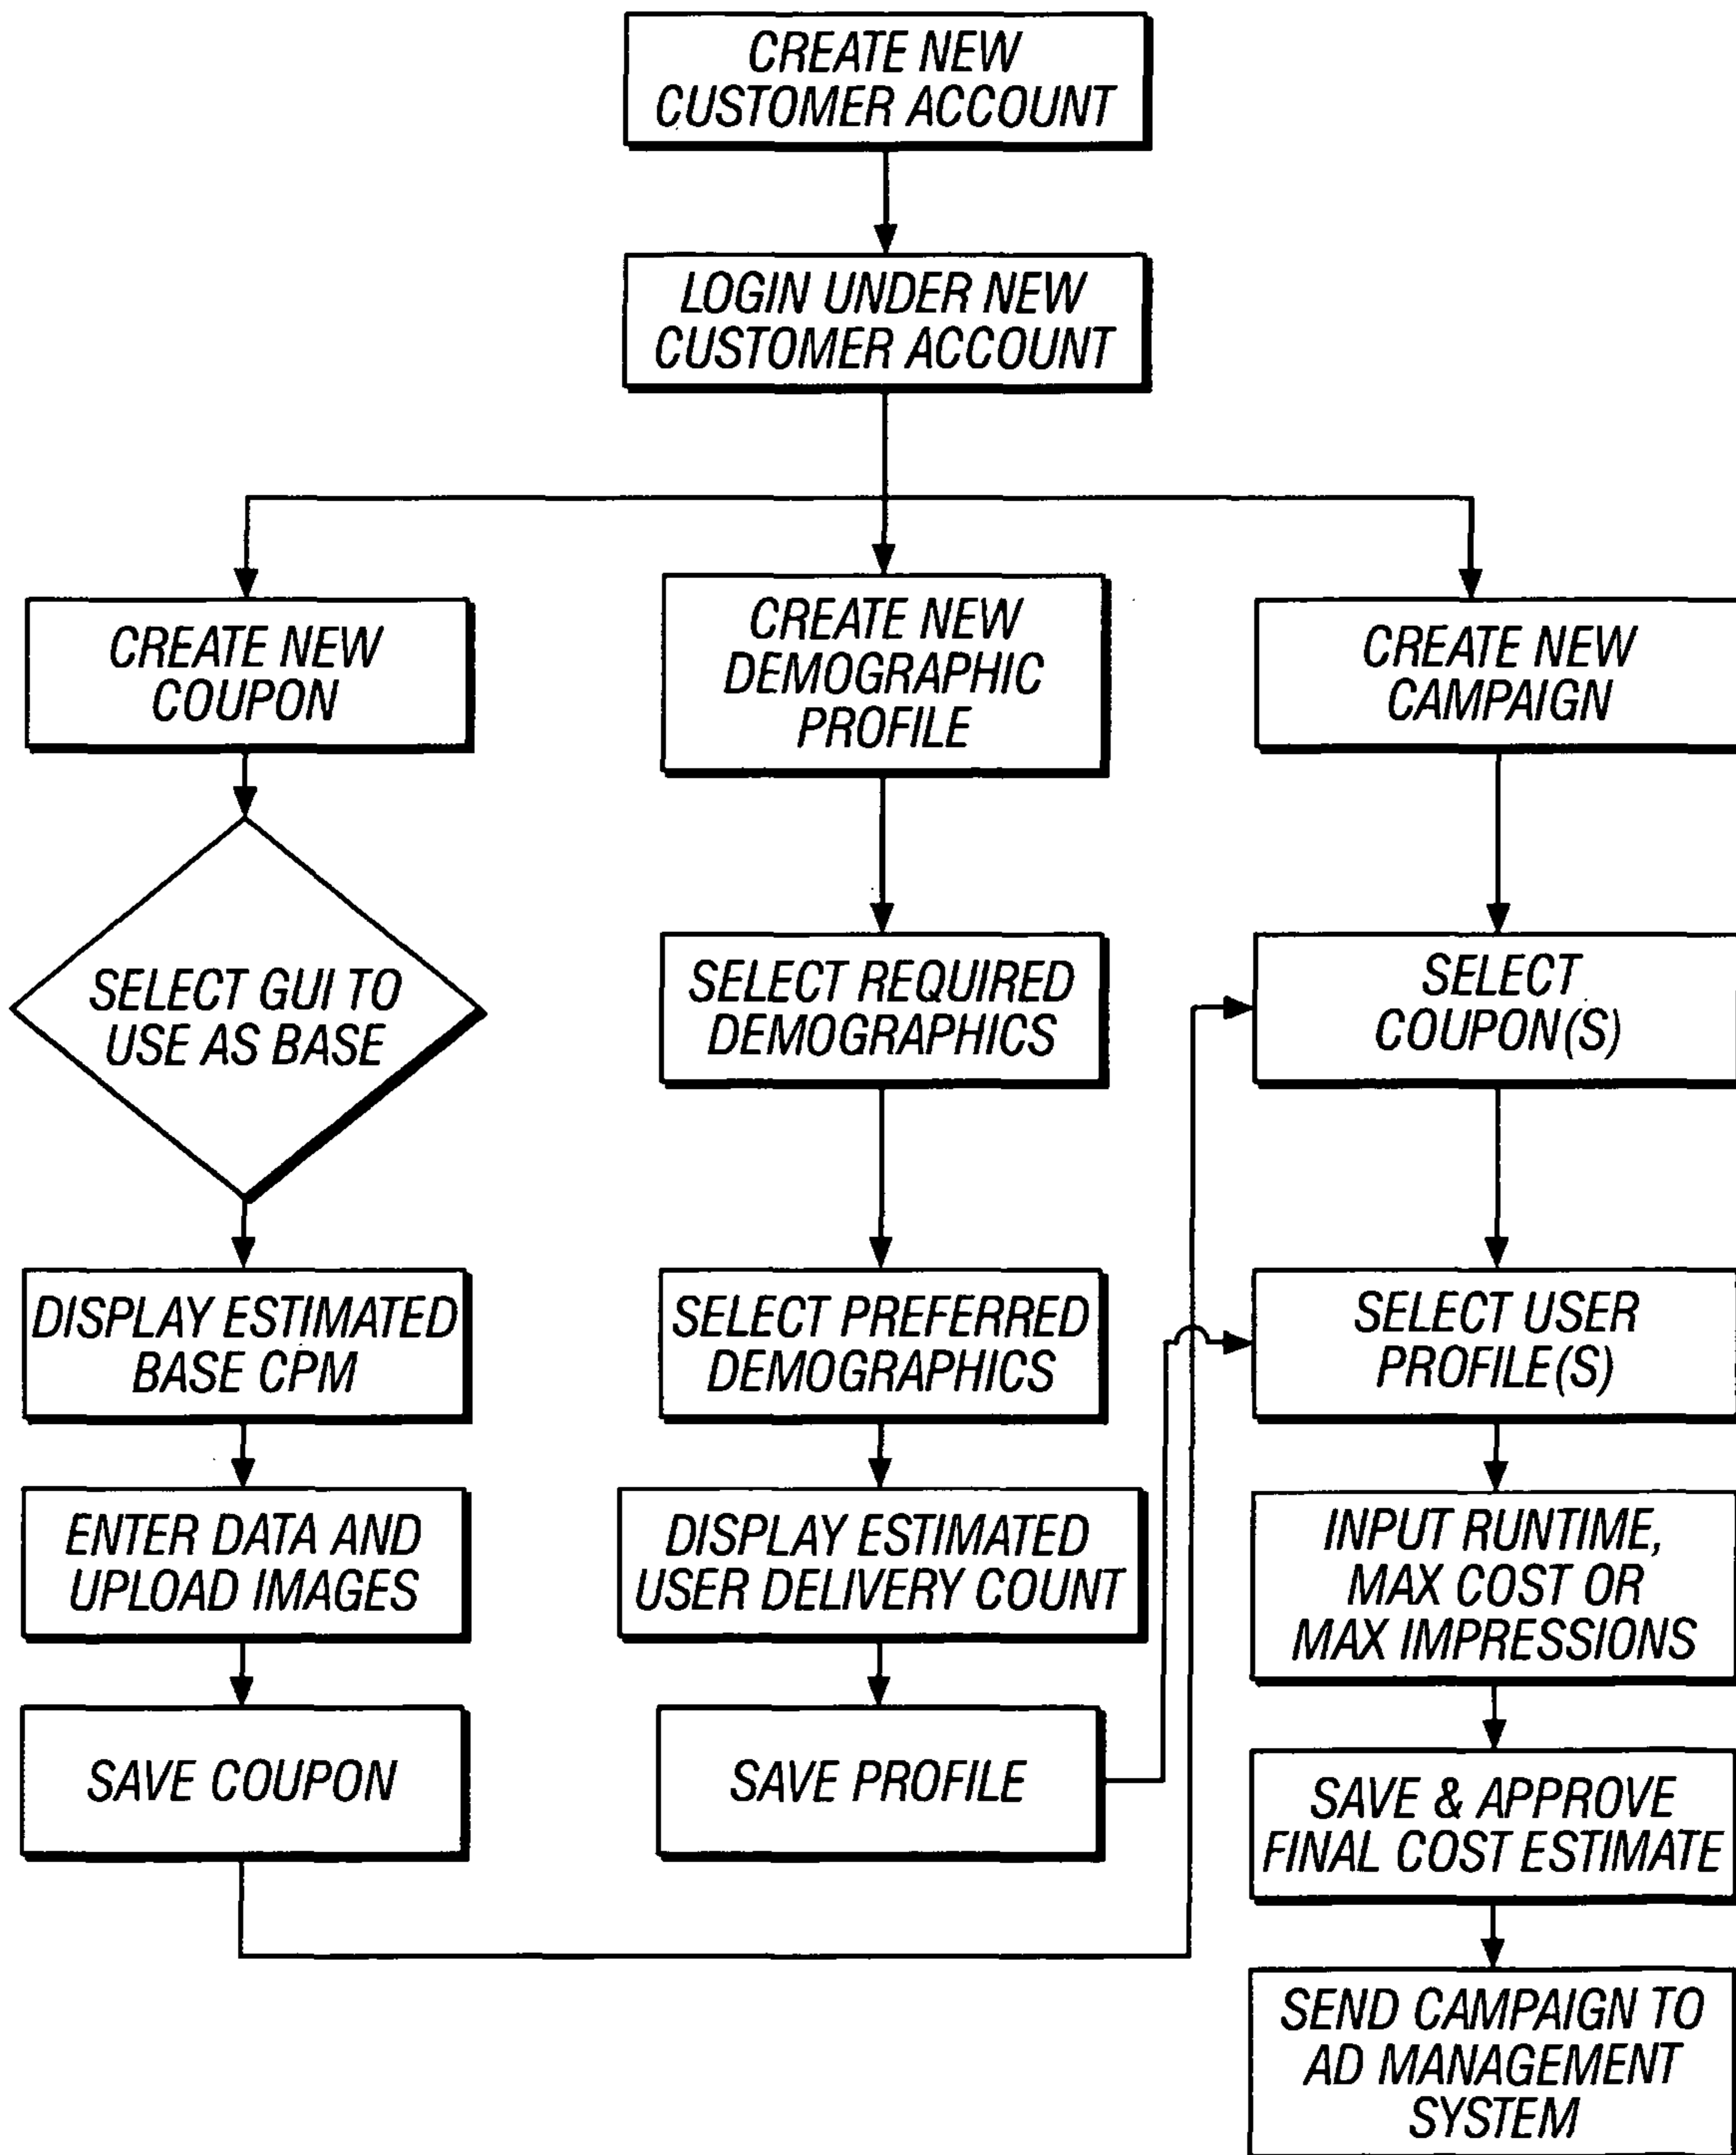 CREATE NEW
CUSTOMER ACCOUNT
LOGIN UNDER NEW
CUSTOMER ACCOUNT
CREATE NEW
COUPON
SELECT GUI TO
USE AS BASE
DISPLAY ESTIMATED
BASE CPM
ENTER DATA AND
UPLOAD IMAGES
SAVE COUPON
CREATE NEW
DEMOGRAPHIC
PROFILE
SELECT REQUIRED
DEMOGRAPHICS
SELECT PREFERRED
DEMOGRAPHICS
DISPLAY ESTIMATED
USER DELIVERY COUNT
SAVE PROFILE
CREATE NEW
CAMPAIGN
SELECT
COUPON(S)
SELECT USER
PROFILE(S)
INPUT RUNTIME,
MAX COST OR
MAX IMPRESSIONS
SAVE & APPROVE
FINAL COST ESTIMATE
SEND CAMPAIGN TO
AD MANAGEMENT
SYSTEM